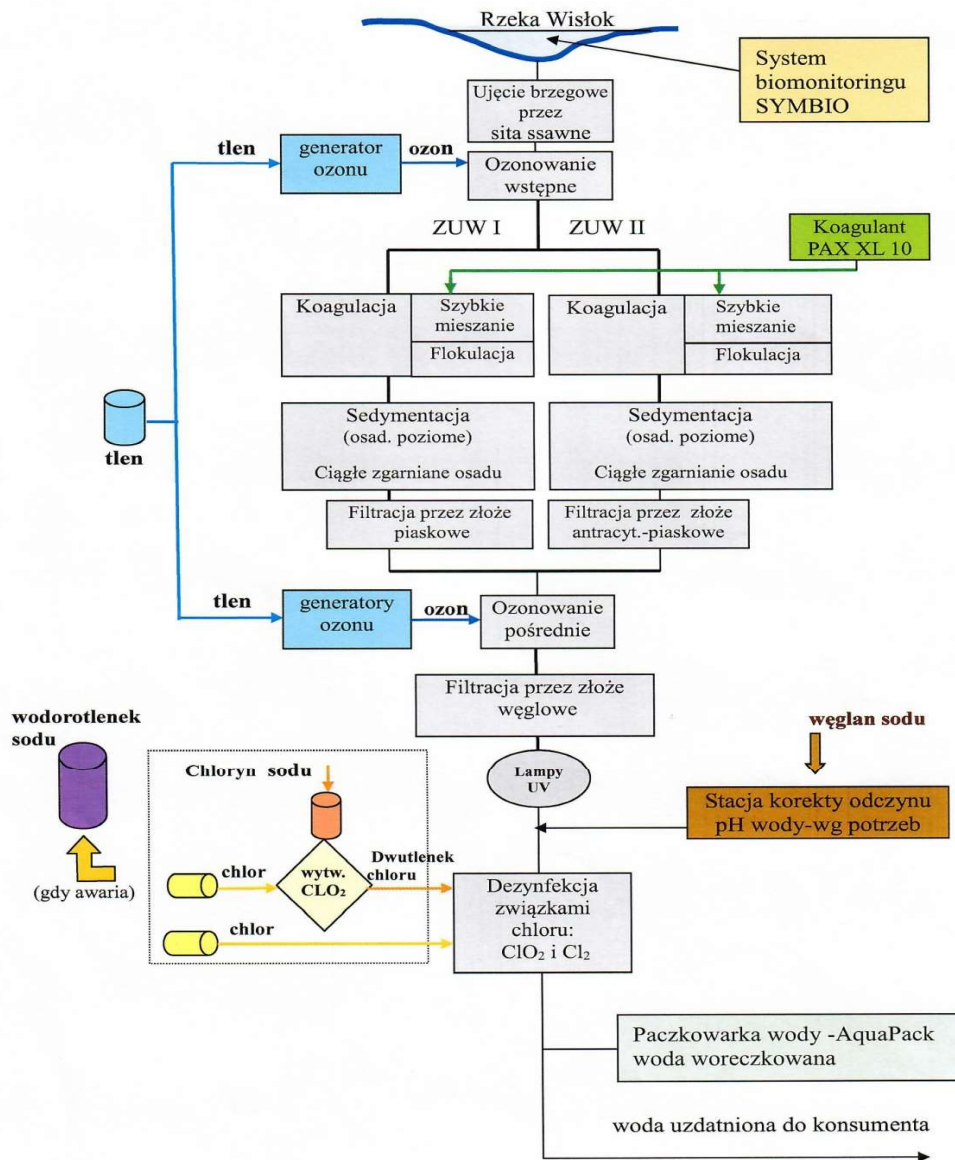 Rzeka Wisłok
System
biomonitoringu
SYMBIO
Ujęcie brzegowe
przez
sita ssawne
tlen
generator
ozonu
ozon
Ozonowanie
wstępne
ZUW I
ZUW II
Koagulant
PAX XL 10
Koagulacja
Szybkie
mieszanie
Flokulacja
Koagulacja
Szybkie
mieszanie
Flokulacja
Sedymentacja
(osad. poziome)
Ciągłe zgarniane osadu
Sedymentacja
(osad. poziome)
Ciągłe zgarnianie osadu
tlen
Filtracja przez złoże
piaskowe
Filtracja przez złoże
antracyt.-piaskowe
tlen
generatory
ozonu
ozon
Ozonowanie
pośrednie
Filtracja przez złoże
węglowe
wodorotlenek
sodu
(gdy awaria)
Chloryn sodu
Lampy
UV
węglan sodu
Stacja korekty odczynu
pH wody-wg potrzeb
chlor
wytw.
CLO₂
Dwutlenek
chloru
chlor
Dezynfekcja
związkami
chloru:
ClO₂ i Cl₂
Paczkowarka wody -AquaPack
woda woreczkowana
woda uzdatniona do konsumenta